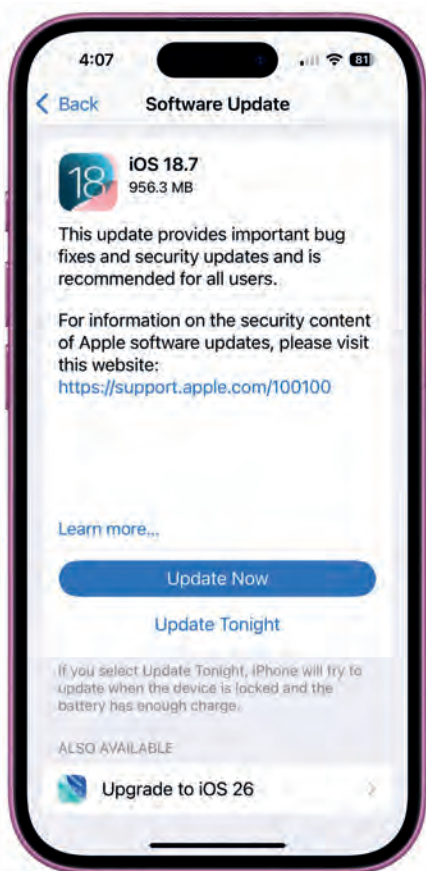 4:07
81
Back
Software Update
18
iOS 18.7
956.3 MB
This update provides important bug
fixes and security updates and is
recommended for all users.
For information on the security content
of Apple software updates, please visit
this website:
https://support.apple.com/100100
Learn more...
Update Now
Update Tonight
If you select Update Tonight, iPhone will try to
update when the device is locked and the
battery has enough charge.
ALSO AVAILABLE
Upgrade to iOS 26